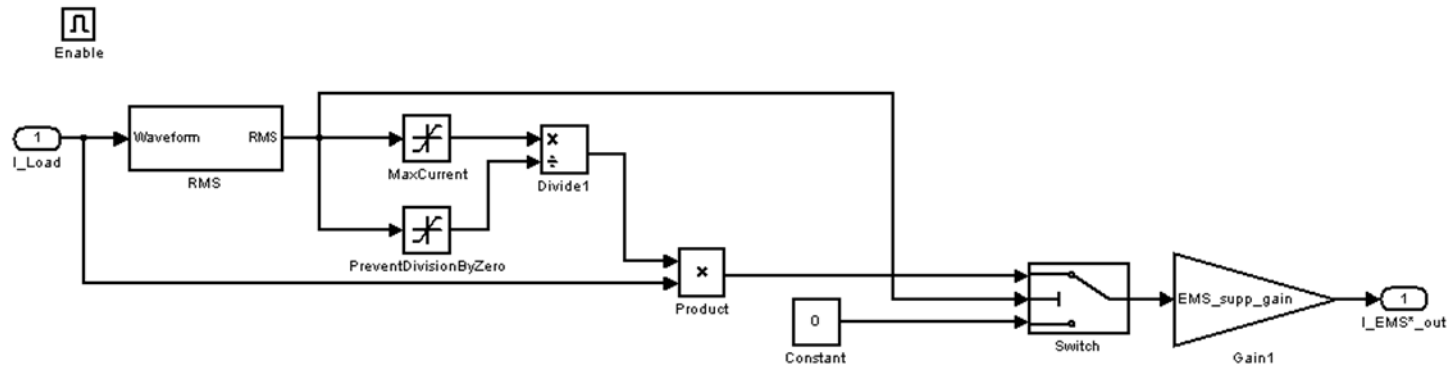 Enable
1
I_Load
Waveform RMS
RMS
MaxCurrent
PreventDivisionByZero
×
÷
Divide1
×
Product
0
Constant
Switch
EMS_supp_gain
Gain1
1
I_EMS*_out